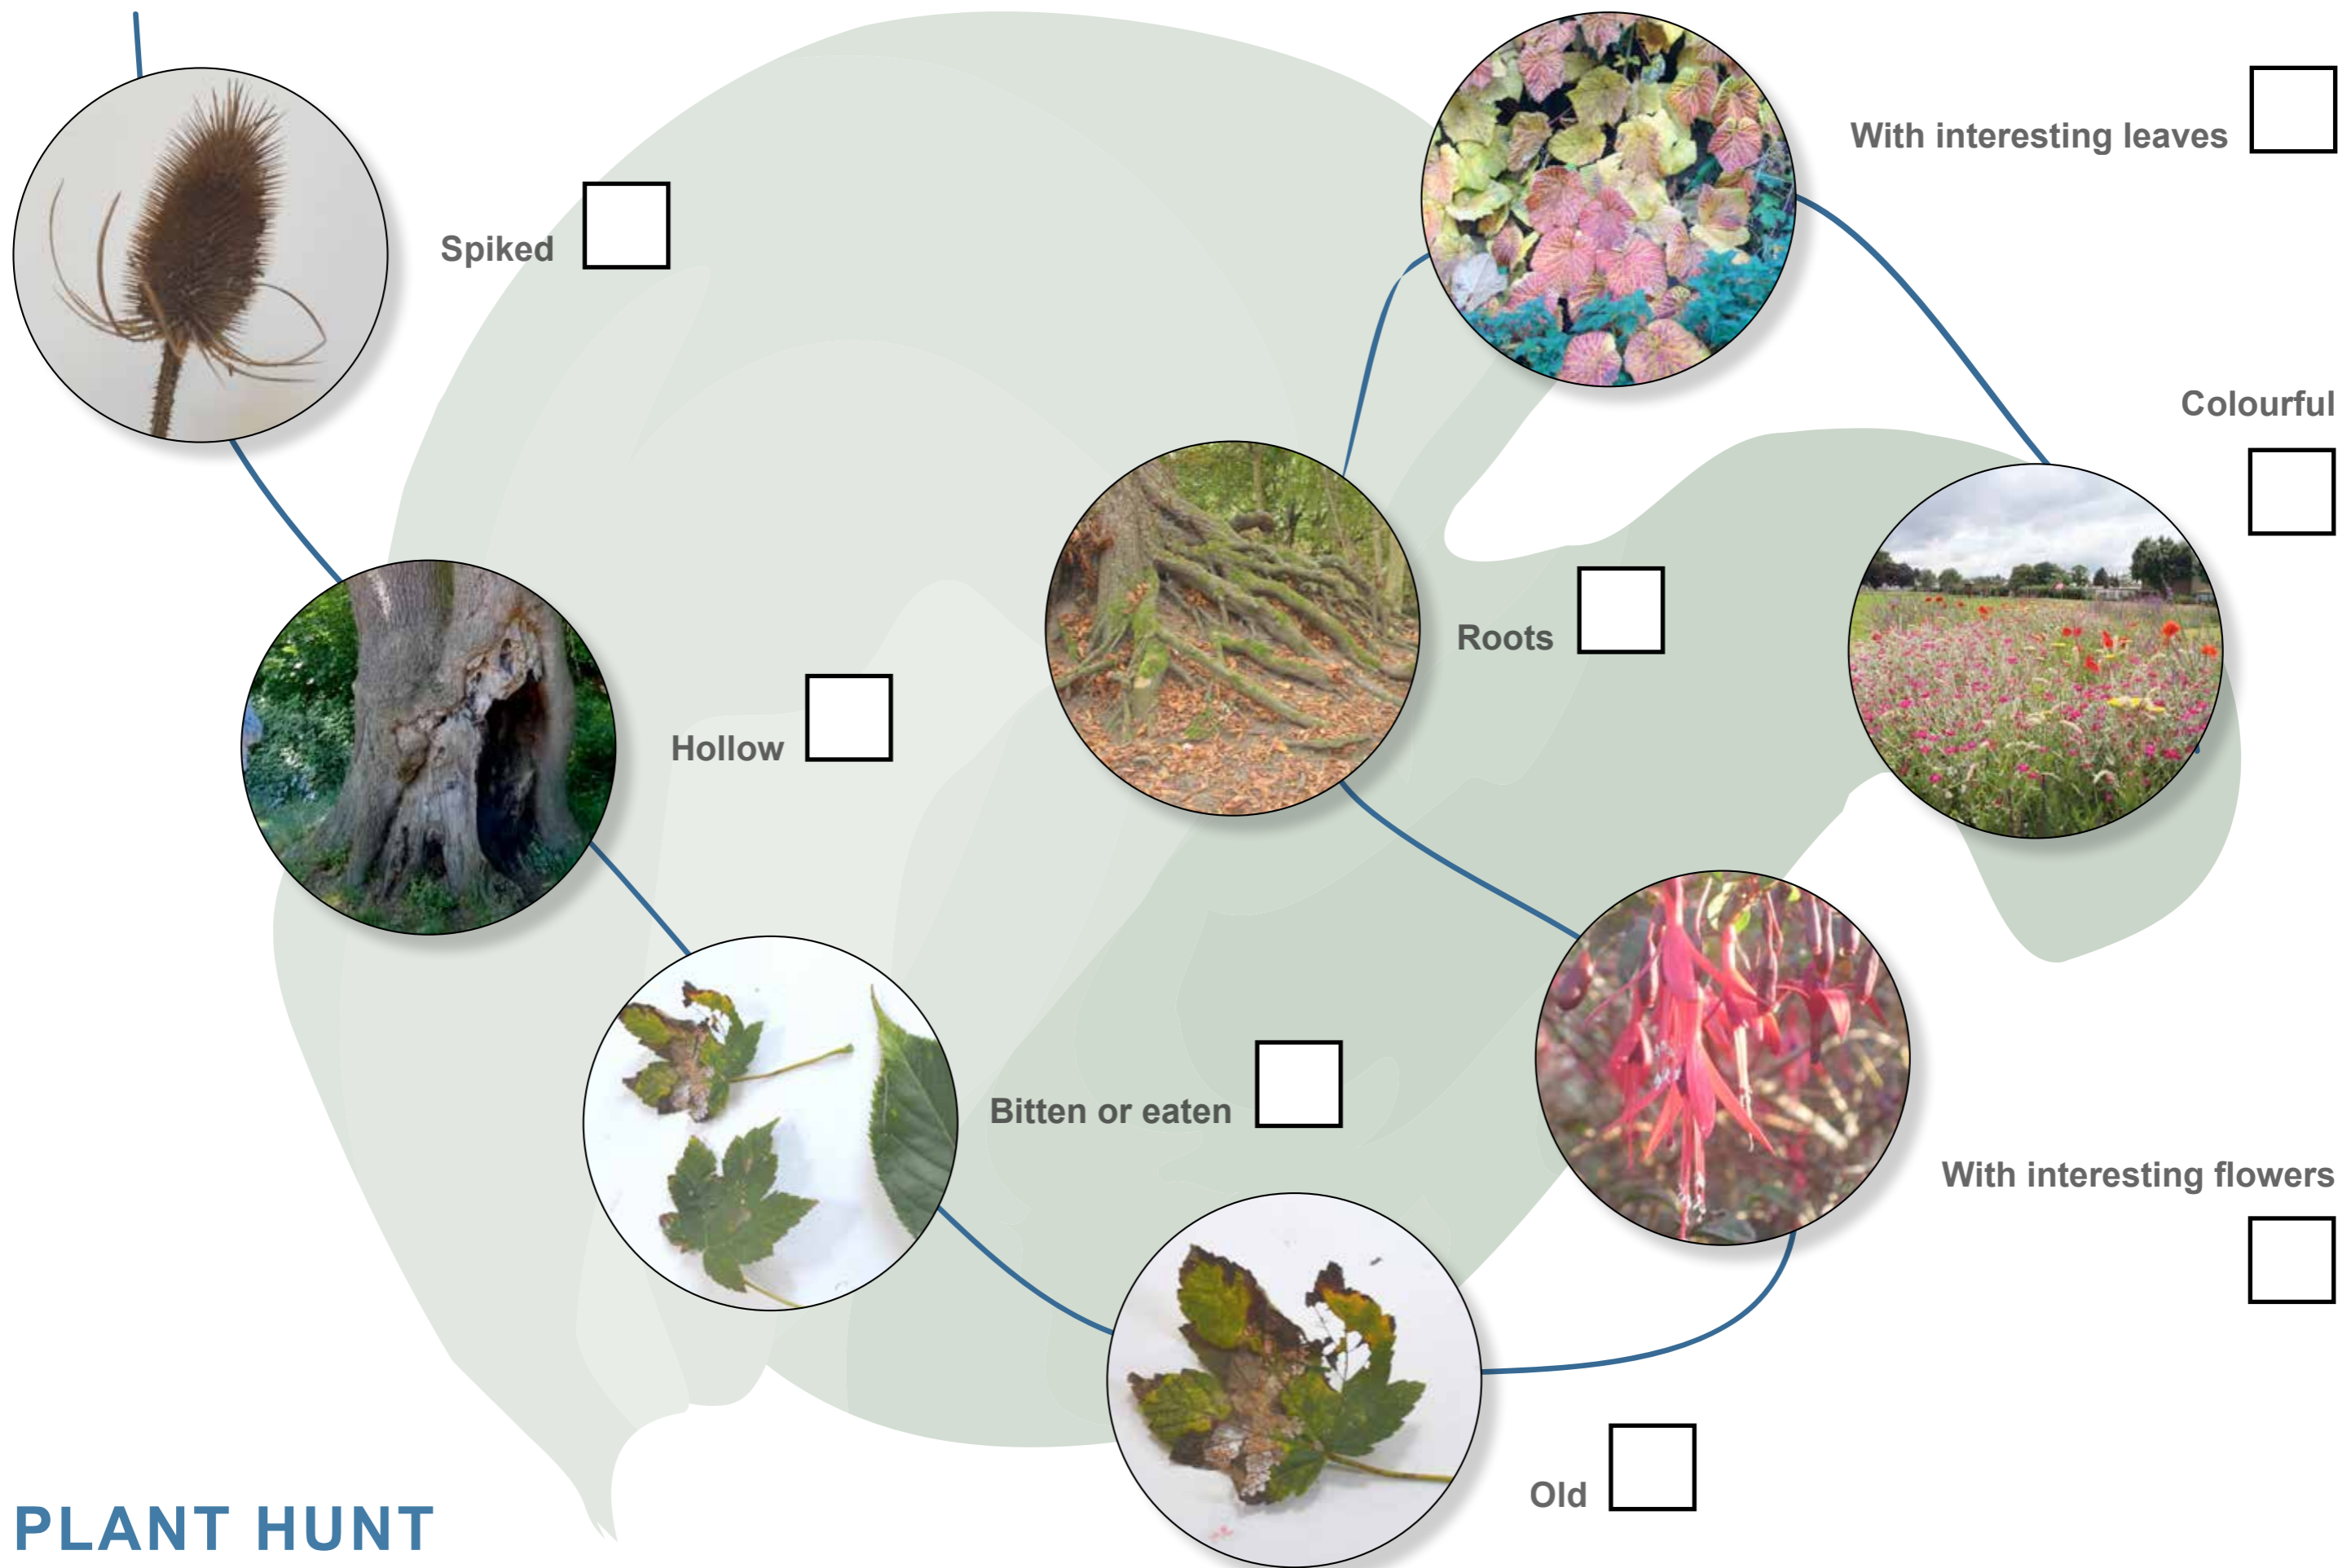 With interesting leaves
Spiked
Colourful
Roots
Hollow
Bitten or eaten
With interesting flowers
Old
PLANT HUNT